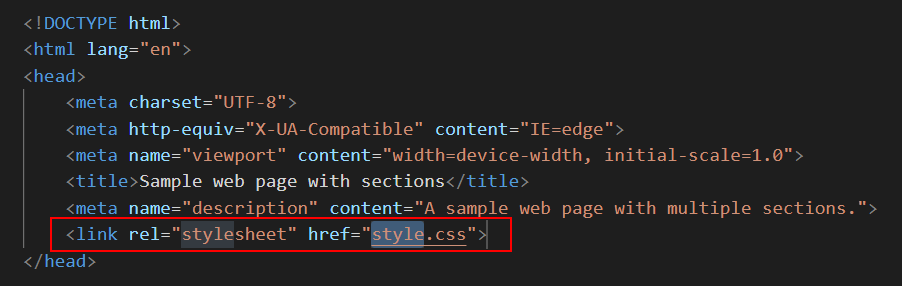 <!DOCTYPE html>
<html lang="en">
<head>
    <meta charset="UTF-8">
    <meta http-equiv="X-UA-Compatible" content="IE=edge">
    <meta name="viewport" content="width=device-width, initial-scale=1.0">
    <title>Sample web page with sections</title>
    <meta name="description" content="A sample web page with multiple sections.">
    <link rel="stylesheet" href="style.css">
</head>